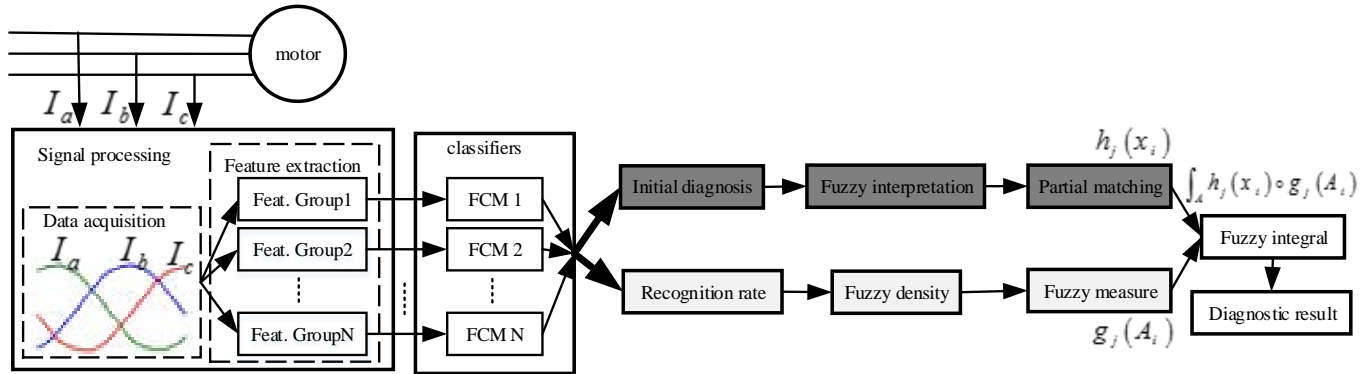 motor
I_a I_b I_c
Signal processing
Feature extraction
Data acquisition
I_a I_b I_c
Feat. Group1
Feat. Group2
Feat. GroupN
classifiers
FCM 1
FCM 2
FCM N
Initial diagnosis
Fuzzy interpretation
h_j(x_i)
Partial matching
Recognition rate
Fuzzy density
Fuzzy measure
g_j(A_i)
∫_A h_j(x_i)∘g_j(A_i)
Fuzzy integral
Diagnostic result